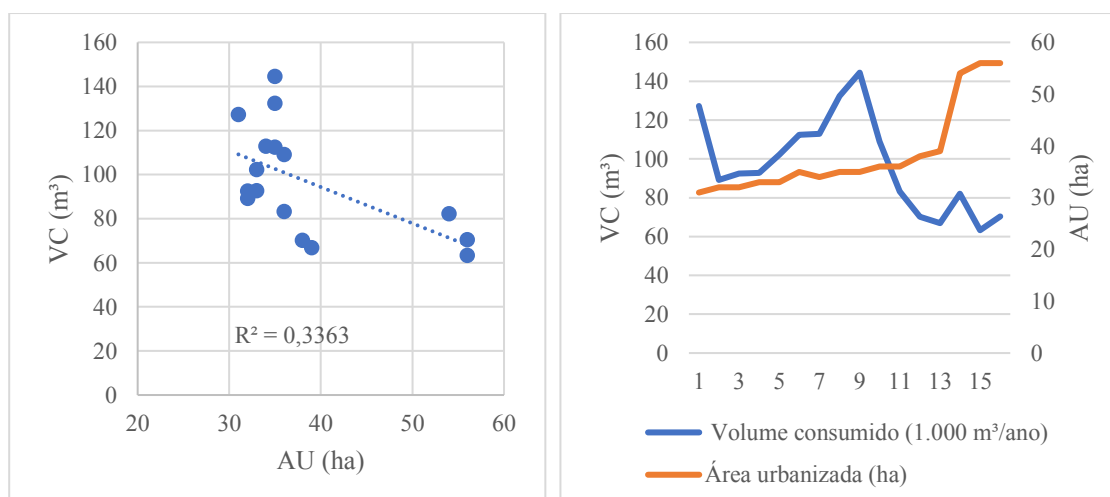 160
140
120
100
80
60
40
20
0
VC (m³)
R² = 0,3363
20 30 40 50 60
AU (ha)
160
140
120
100
80
60
40
20
0
VC (m³)
60
50
40
30
20
10
0
AU (ha)
1 3 5 7 9 11 13 15
Volume consumido (1.000 m³/ano)
Área urbanizada (ha)